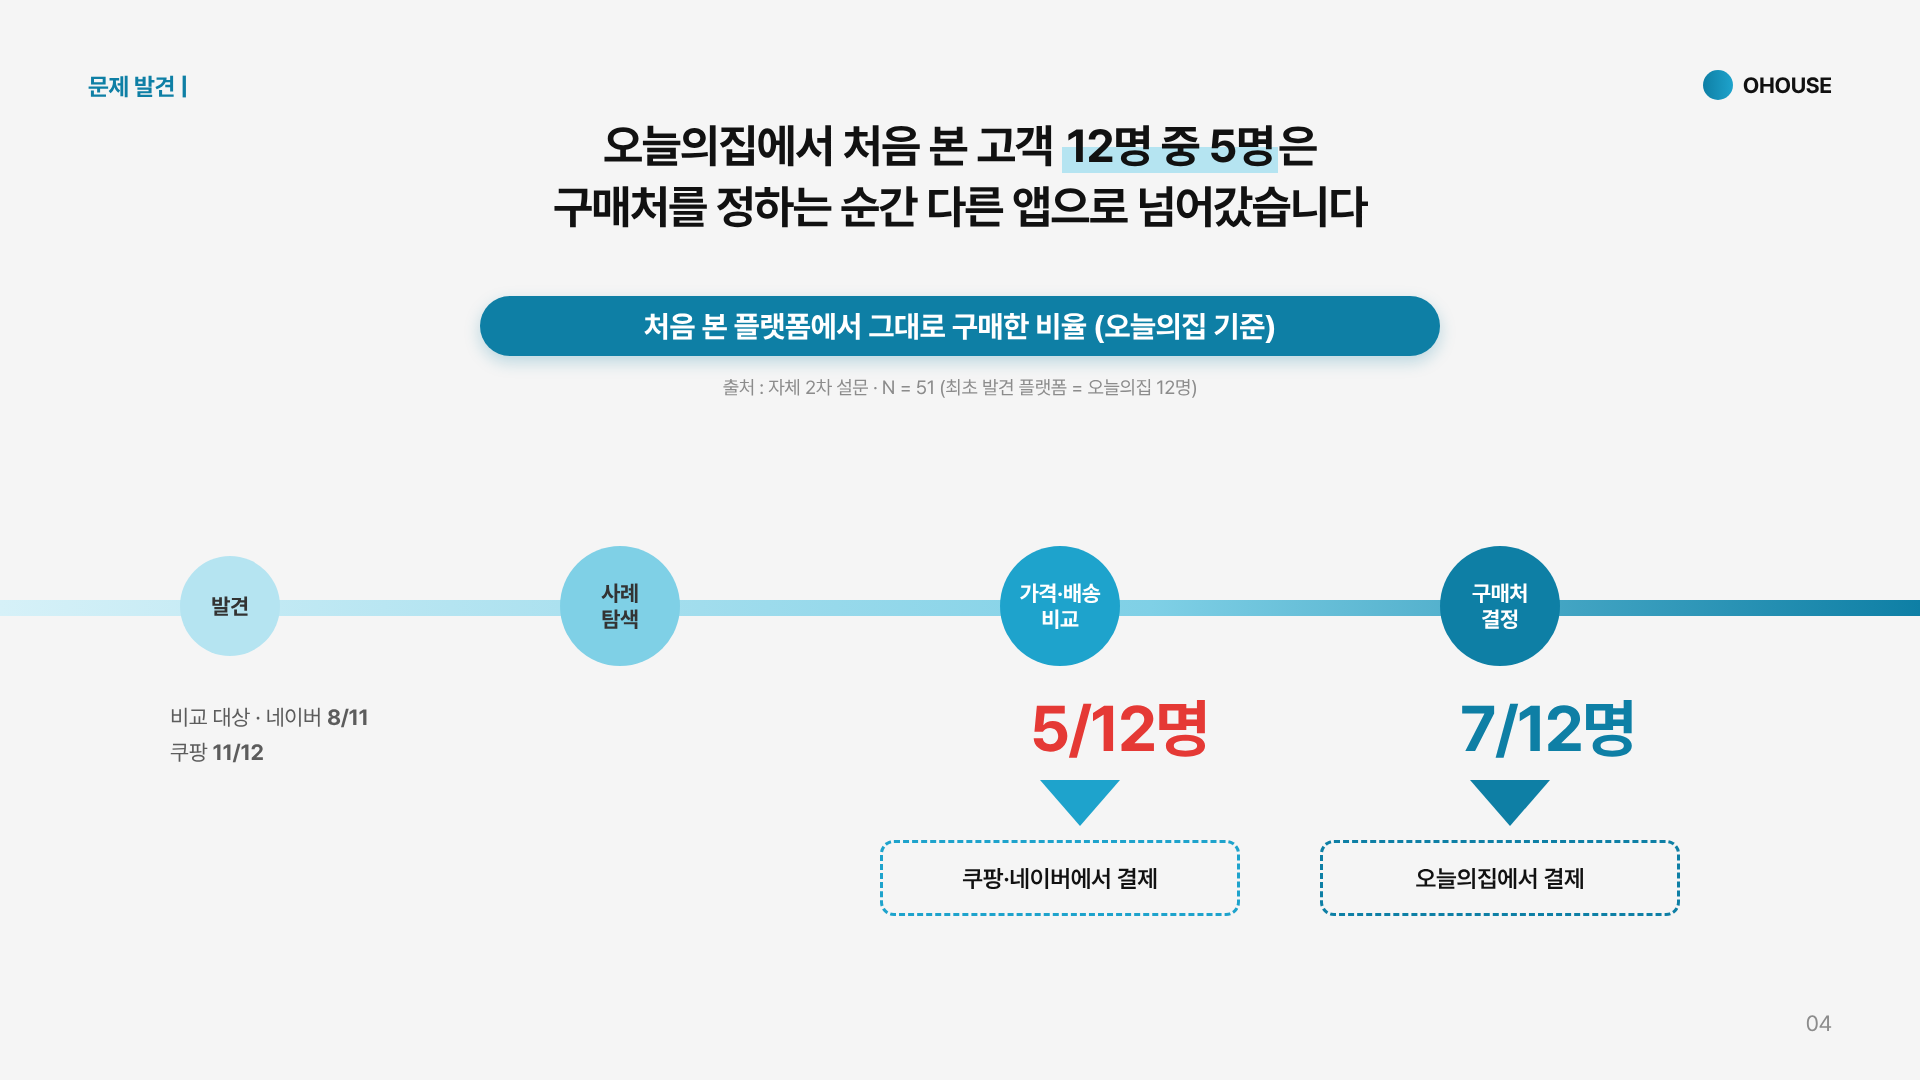 문제 발견 |
OHOUSE
오늘의집에서 처음 본 고객 12명 중 5명은
구매처를 정하는 순간 다른 앱으로 넘어갔습니다
처음 본 플랫폼에서 그대로 구매한 비율 (오늘의집 기준)
출처 : 자체 2차 설문 · N = 51 (최초 발견 플랫폼 = 오늘의집 12명)
발견
사례
탐색
가격·배송
비교
구매처
결정
비교 대상 · 네이버 8/11
쿠팡 11/12
5/12명
7/12명
쿠팡·네이버에서 결제
오늘의집에서 결제
04